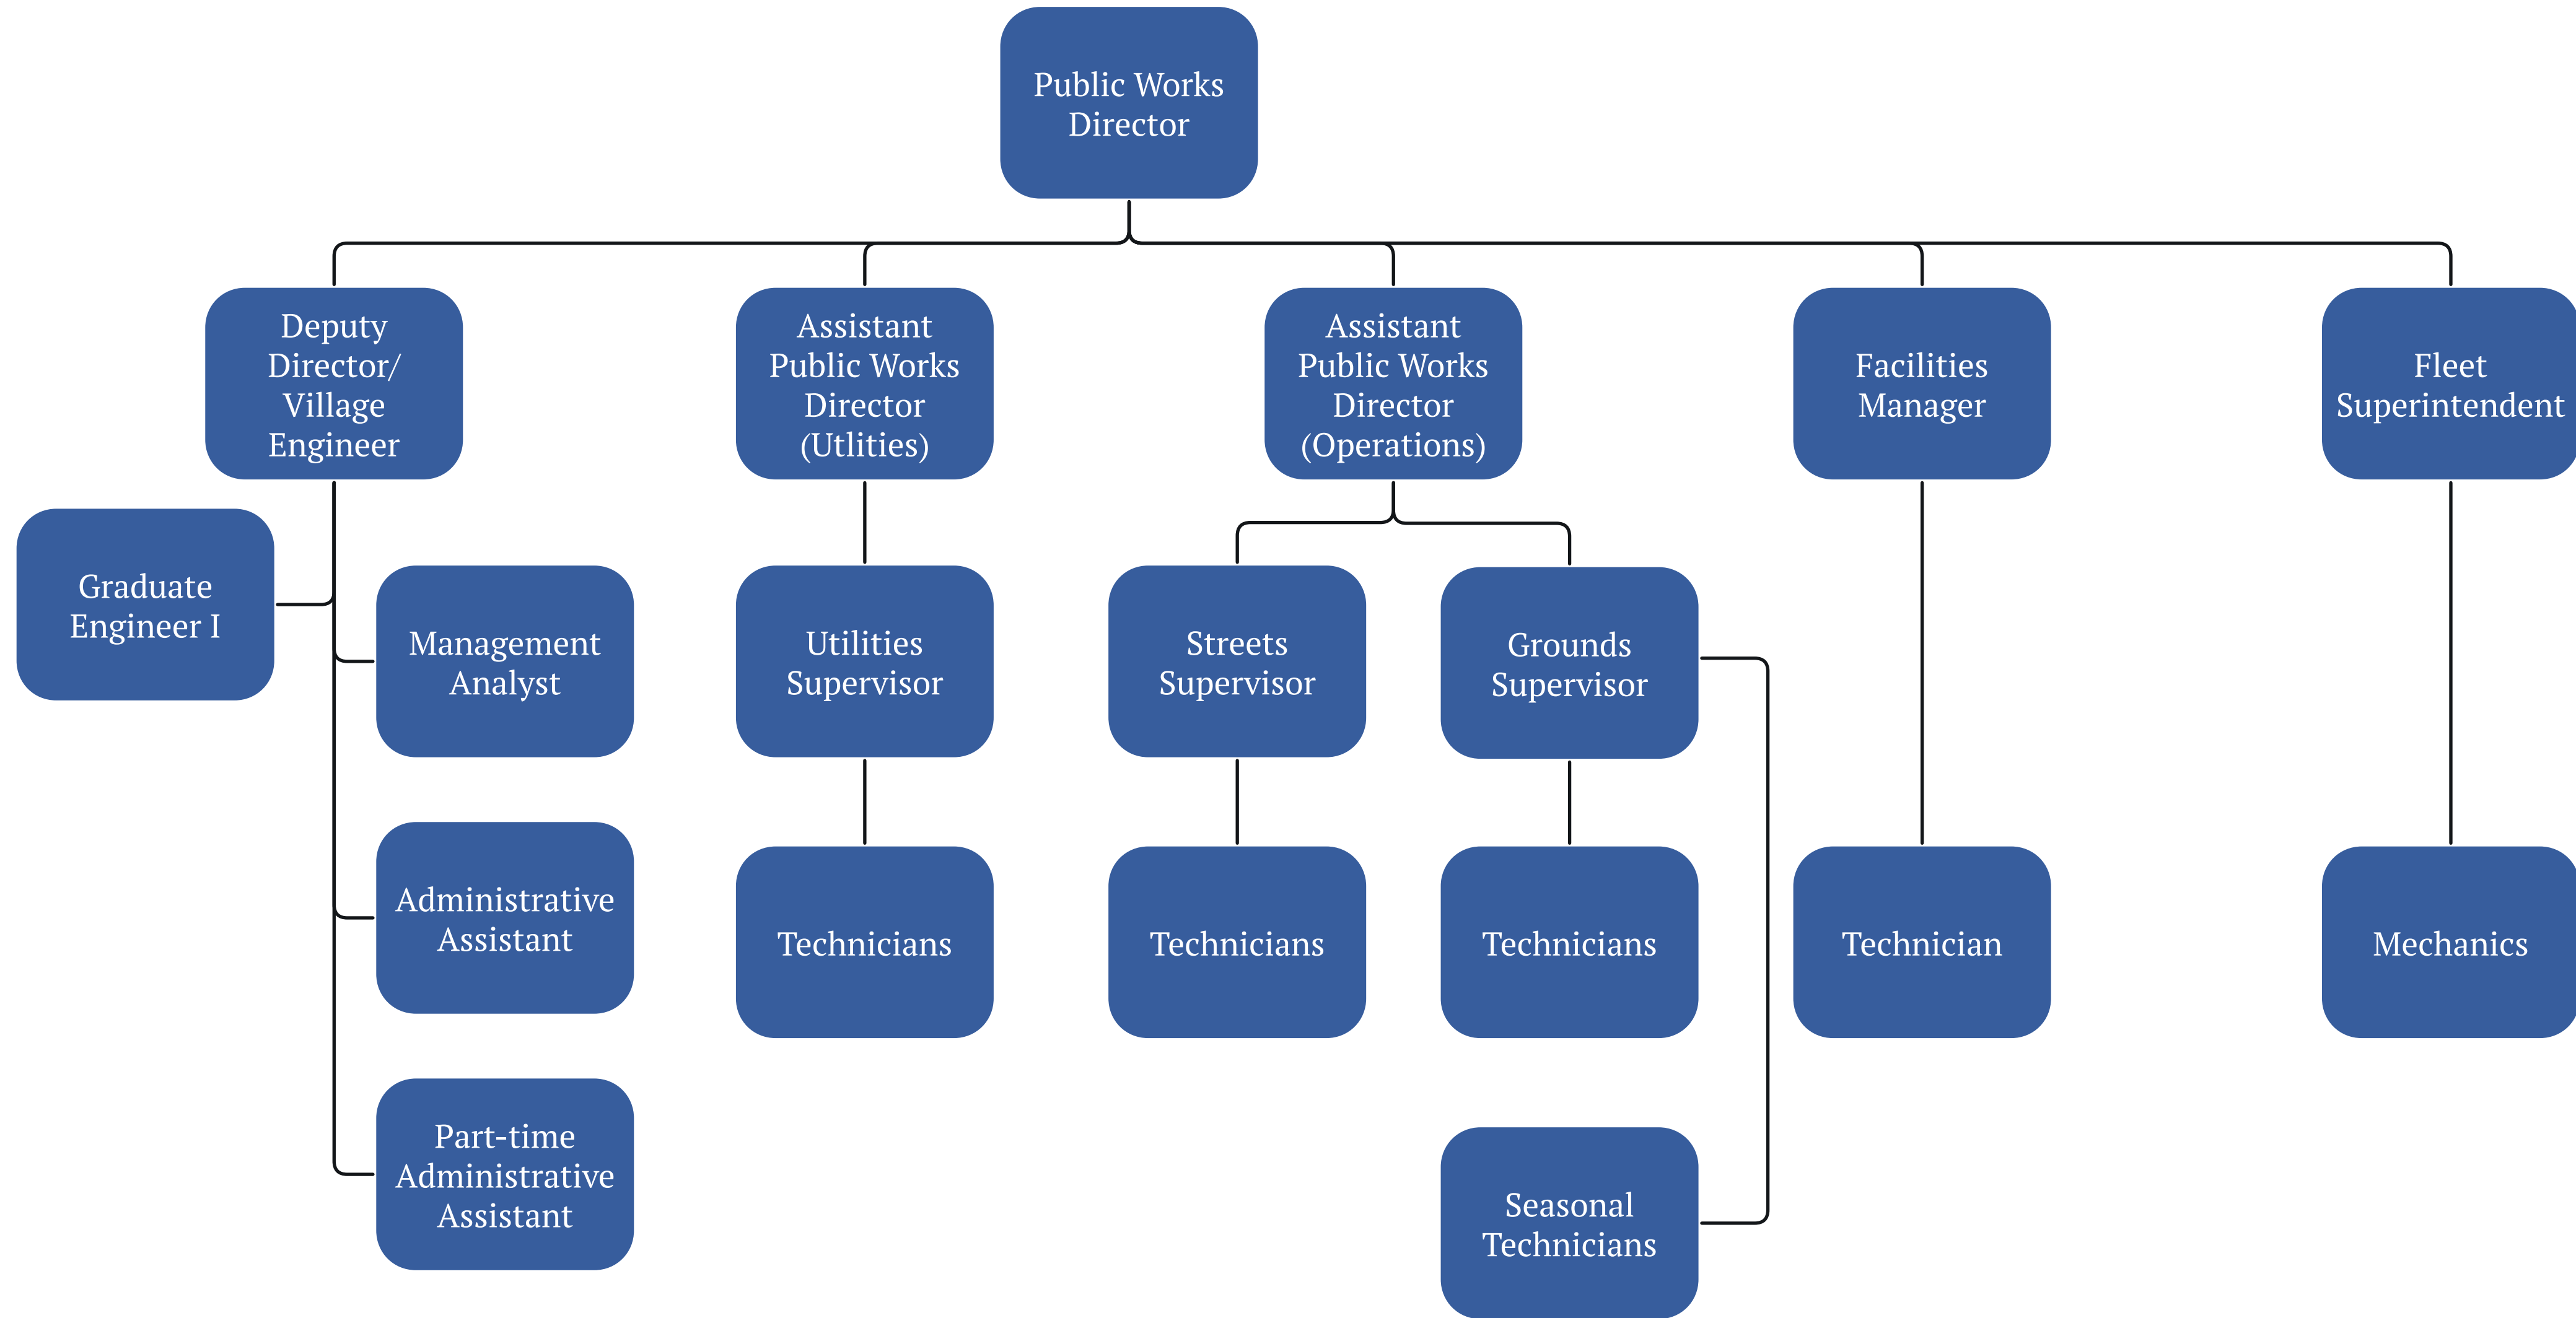 Public Works
Director
Deputy
Director/
Village
Engineer
Assistant
Public Works
Director
(Utlities)
Assistant
Public Works
Director
(Operations)
Facilities
Manager
Fleet
Superintendent
Graduate
Engineer I
Management
Analyst
Utilities
Supervisor
Streets
Supervisor
Grounds
Supervisor
Administrative
Assistant
Technicians
Technicians
Technicians
Technician
Mechanics
Part-time
Administrative
Assistant
Seasonal
Technicians